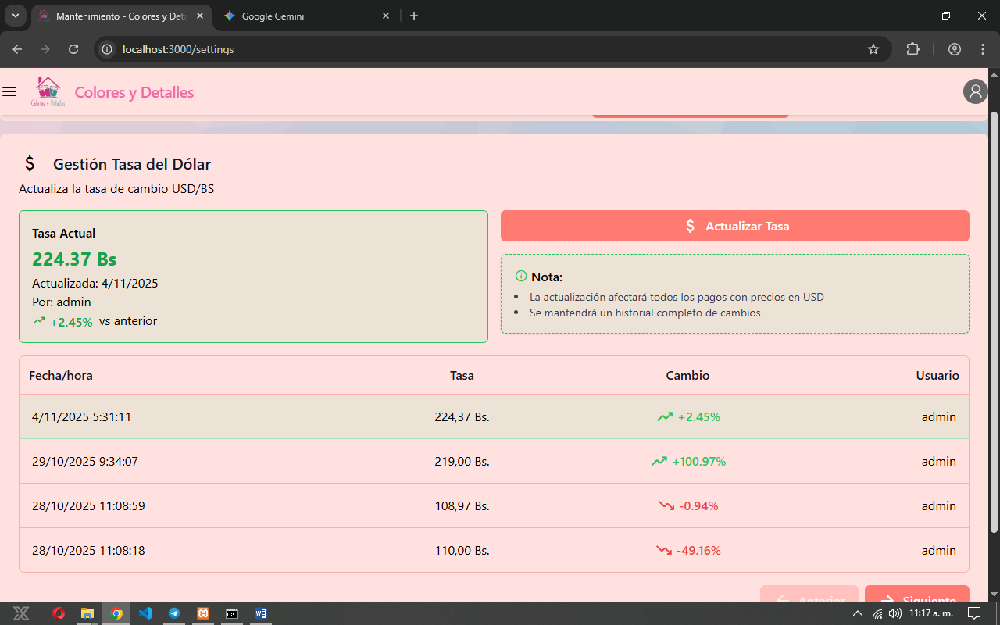 Mantenimiento - Colores y Deta
Google Gemini
localhost:3000/settings
Colores y Detalles
Colores y Detalles
$ Gestión Tasa del Dólar
Actualiza la tasa de cambio USD/BS
Tasa Actual
224.37 Bs
Actualizada: 4/11/2025
Por: admin
+2.45% vs anterior
$ Actualizar Tasa
Nota:
• La actualización afectará todos los pagos con precios en USD
• Se mantendrá un historial completo de cambios
Fecha/hora Tasa Cambio Usuario
4/11/2025 5:31:11 224,37 Bs. +2.45% admin
29/10/2025 9:34:07 219,00 Bs. +100.97% admin
28/10/2025 11:08:59 108,97 Bs. -0.94% admin
28/10/2025 11:08:18 110,00 Bs. -49.16% admin
Anterior Siguiente
11:17 a. m.